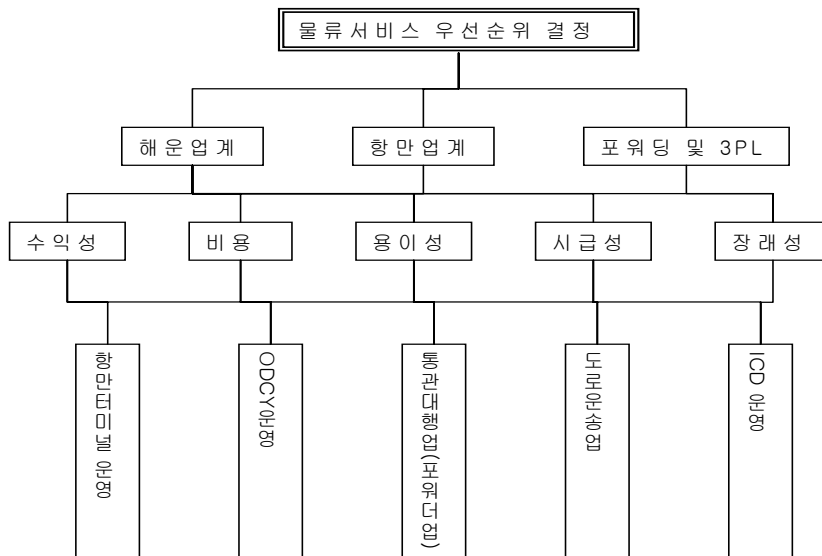 물류서비스 우선순위 결정
해운업계
항만업계
포워딩 및 3PL
수익성
비용
용이성
시급성
장래성
항만터미널 운영
ODCY운영
통관대행업(포워더업)
도로운송업
ICD 운영